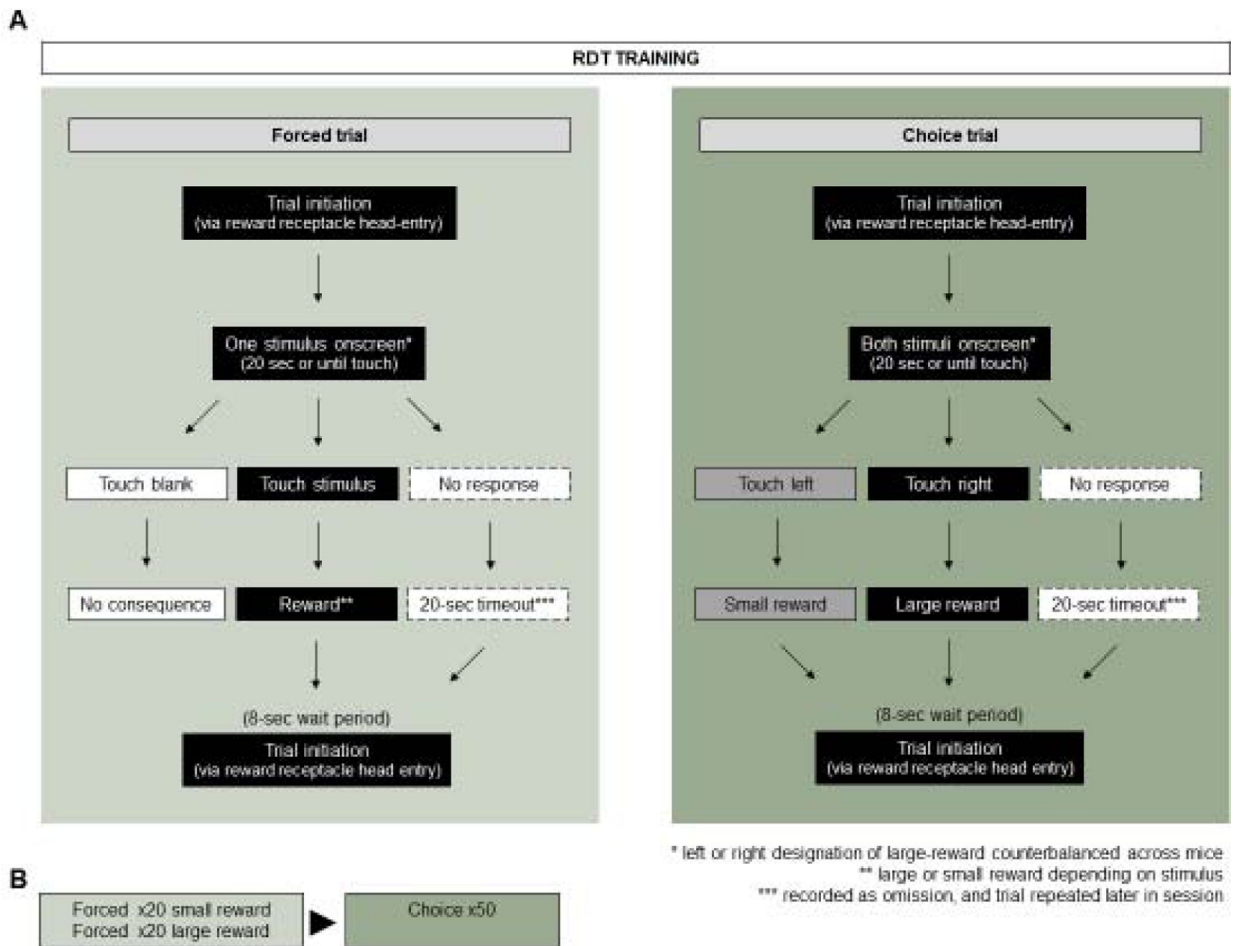 A
RDT TRAINING
Forced trial
Trial initiation
(via reward receptacle head-entry)
One stimulus onscreen*
(20 sec or until touch)
Touch blank
Touch stimulus
No response
No consequence
Reward**
20-sec timeout***
(8-sec wait period)
Trial initiation
(via reward receptacle head entry)
Choice trial
Trial initiation
(via reward receptacle head-entry)
Both stimuli onscreen*
(20 sec or until touch)
Touch left
Touch right
No response
Small reward
Large reward
20-sec timeout***
(8-sec wait period)
Trial initiation
(via reward receptacle head entry)
* left or right designation of large-reward counterbalanced across mice
** large or small reward depending on stimulus
*** recorded as omission, and trial repeated later in session
B
Forced x20 small reward
Forced x20 large reward
Choice x50